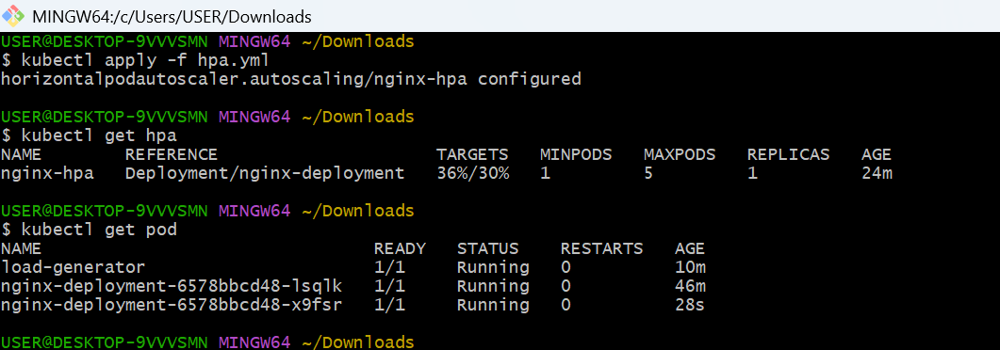 MINGW64:/c/Users/USER/Downloads
USER@DESKTOP-9VVVSMN MINGW64 ~/Downloads
$ kubectl apply -f hpa.yml
horizontalpodautoscaler.autoscaling/nginx-hpa configured
USER@DESKTOP-9VVVSMN MINGW64 ~/Downloads
$ kubectl get hpa
NAME REFERENCE TARGETS MINPODS MAXPODS REPLICAS AGE
nginx-hpa Deployment/nginx-deployment 36%/30% 1 5 1 24m
USER@DESKTOP-9VVVSMN MINGW64 ~/Downloads
$ kubectl get pod
NAME READY STATUS RESTARTS AGE
load-generator 1/1 Running 0 10m
nginx-deployment-6578bbcd48-lsqlk 1/1 Running 0 46m
nginx-deployment-6578bbcd48-x9fsr 1/1 Running 0 28s
USER@DESKTOP-9VVVSMN MINGW64 ~/Downloads